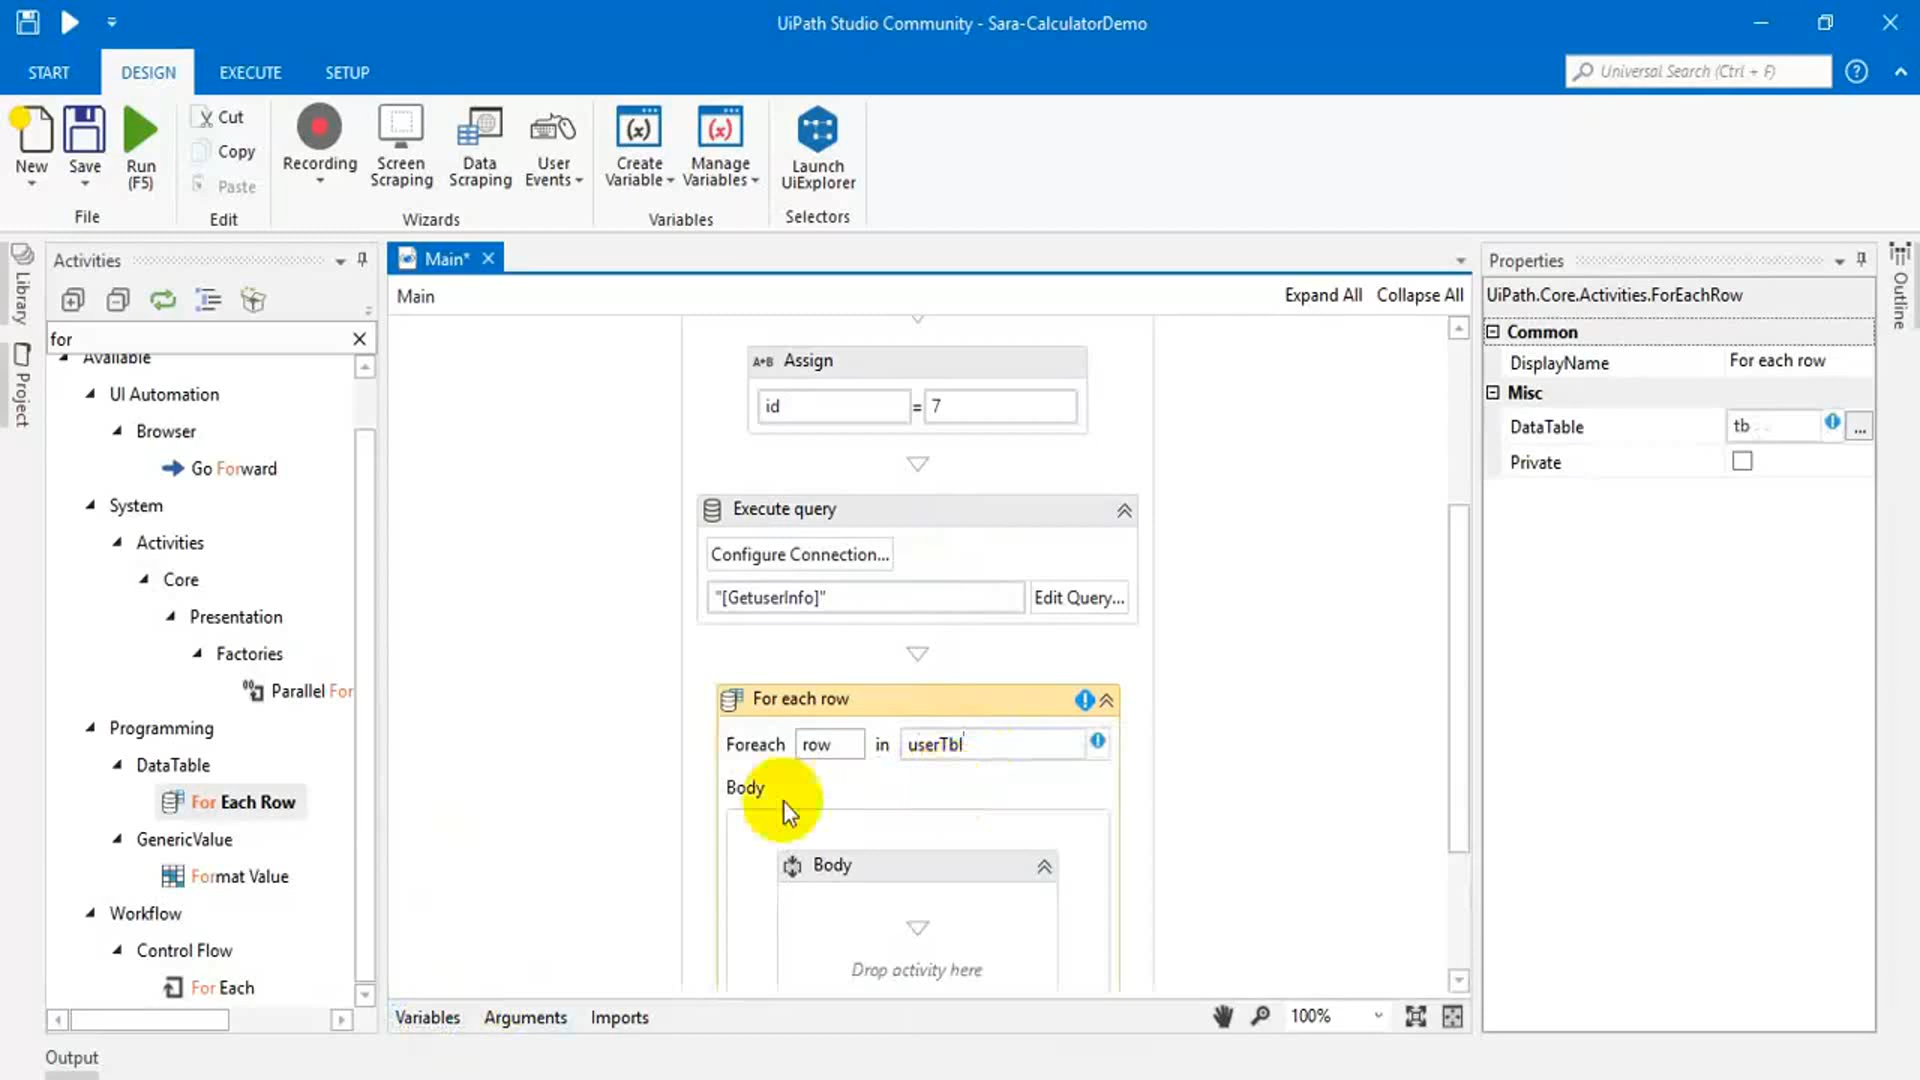 UiPath Studio Community - Sara-CalculatorDemo
START
DESIGN
EXECUTE
SETUP
Universal Search (Ctrl + F)
New
Save
Run
(F5)
File
Cut
Copy
Paste
Edit
Recording
Screen
Scraping
Data
Scraping
User
Events
Wizards
Create
Variable
Manage
Variables
Variables
Launch
UiExplorer
Selectors
Library
Project
Activities
for
Available
UI Automation
Browser
Go Forward
System
Activities
Core
Presentation
Factories
Parallel For
Programming
DataTable
For Each Row
GenericValue
Format Value
Workflow
Control Flow
For Each
Main*
Main
Expand All
Collapse All
A+B Assign
id = 7
Execute query
Configure Connection...
"[GetuserInfo]"
Edit Query...
For each row
Foreach row in userTbl
Body
Body
Drop activity here
Variables
Arguments
Imports
100%
Properties
UiPath.Core.Activities.ForEachRow
Common
DisplayName For each row
Misc
DataTable tb ...
Private
Outline
Output